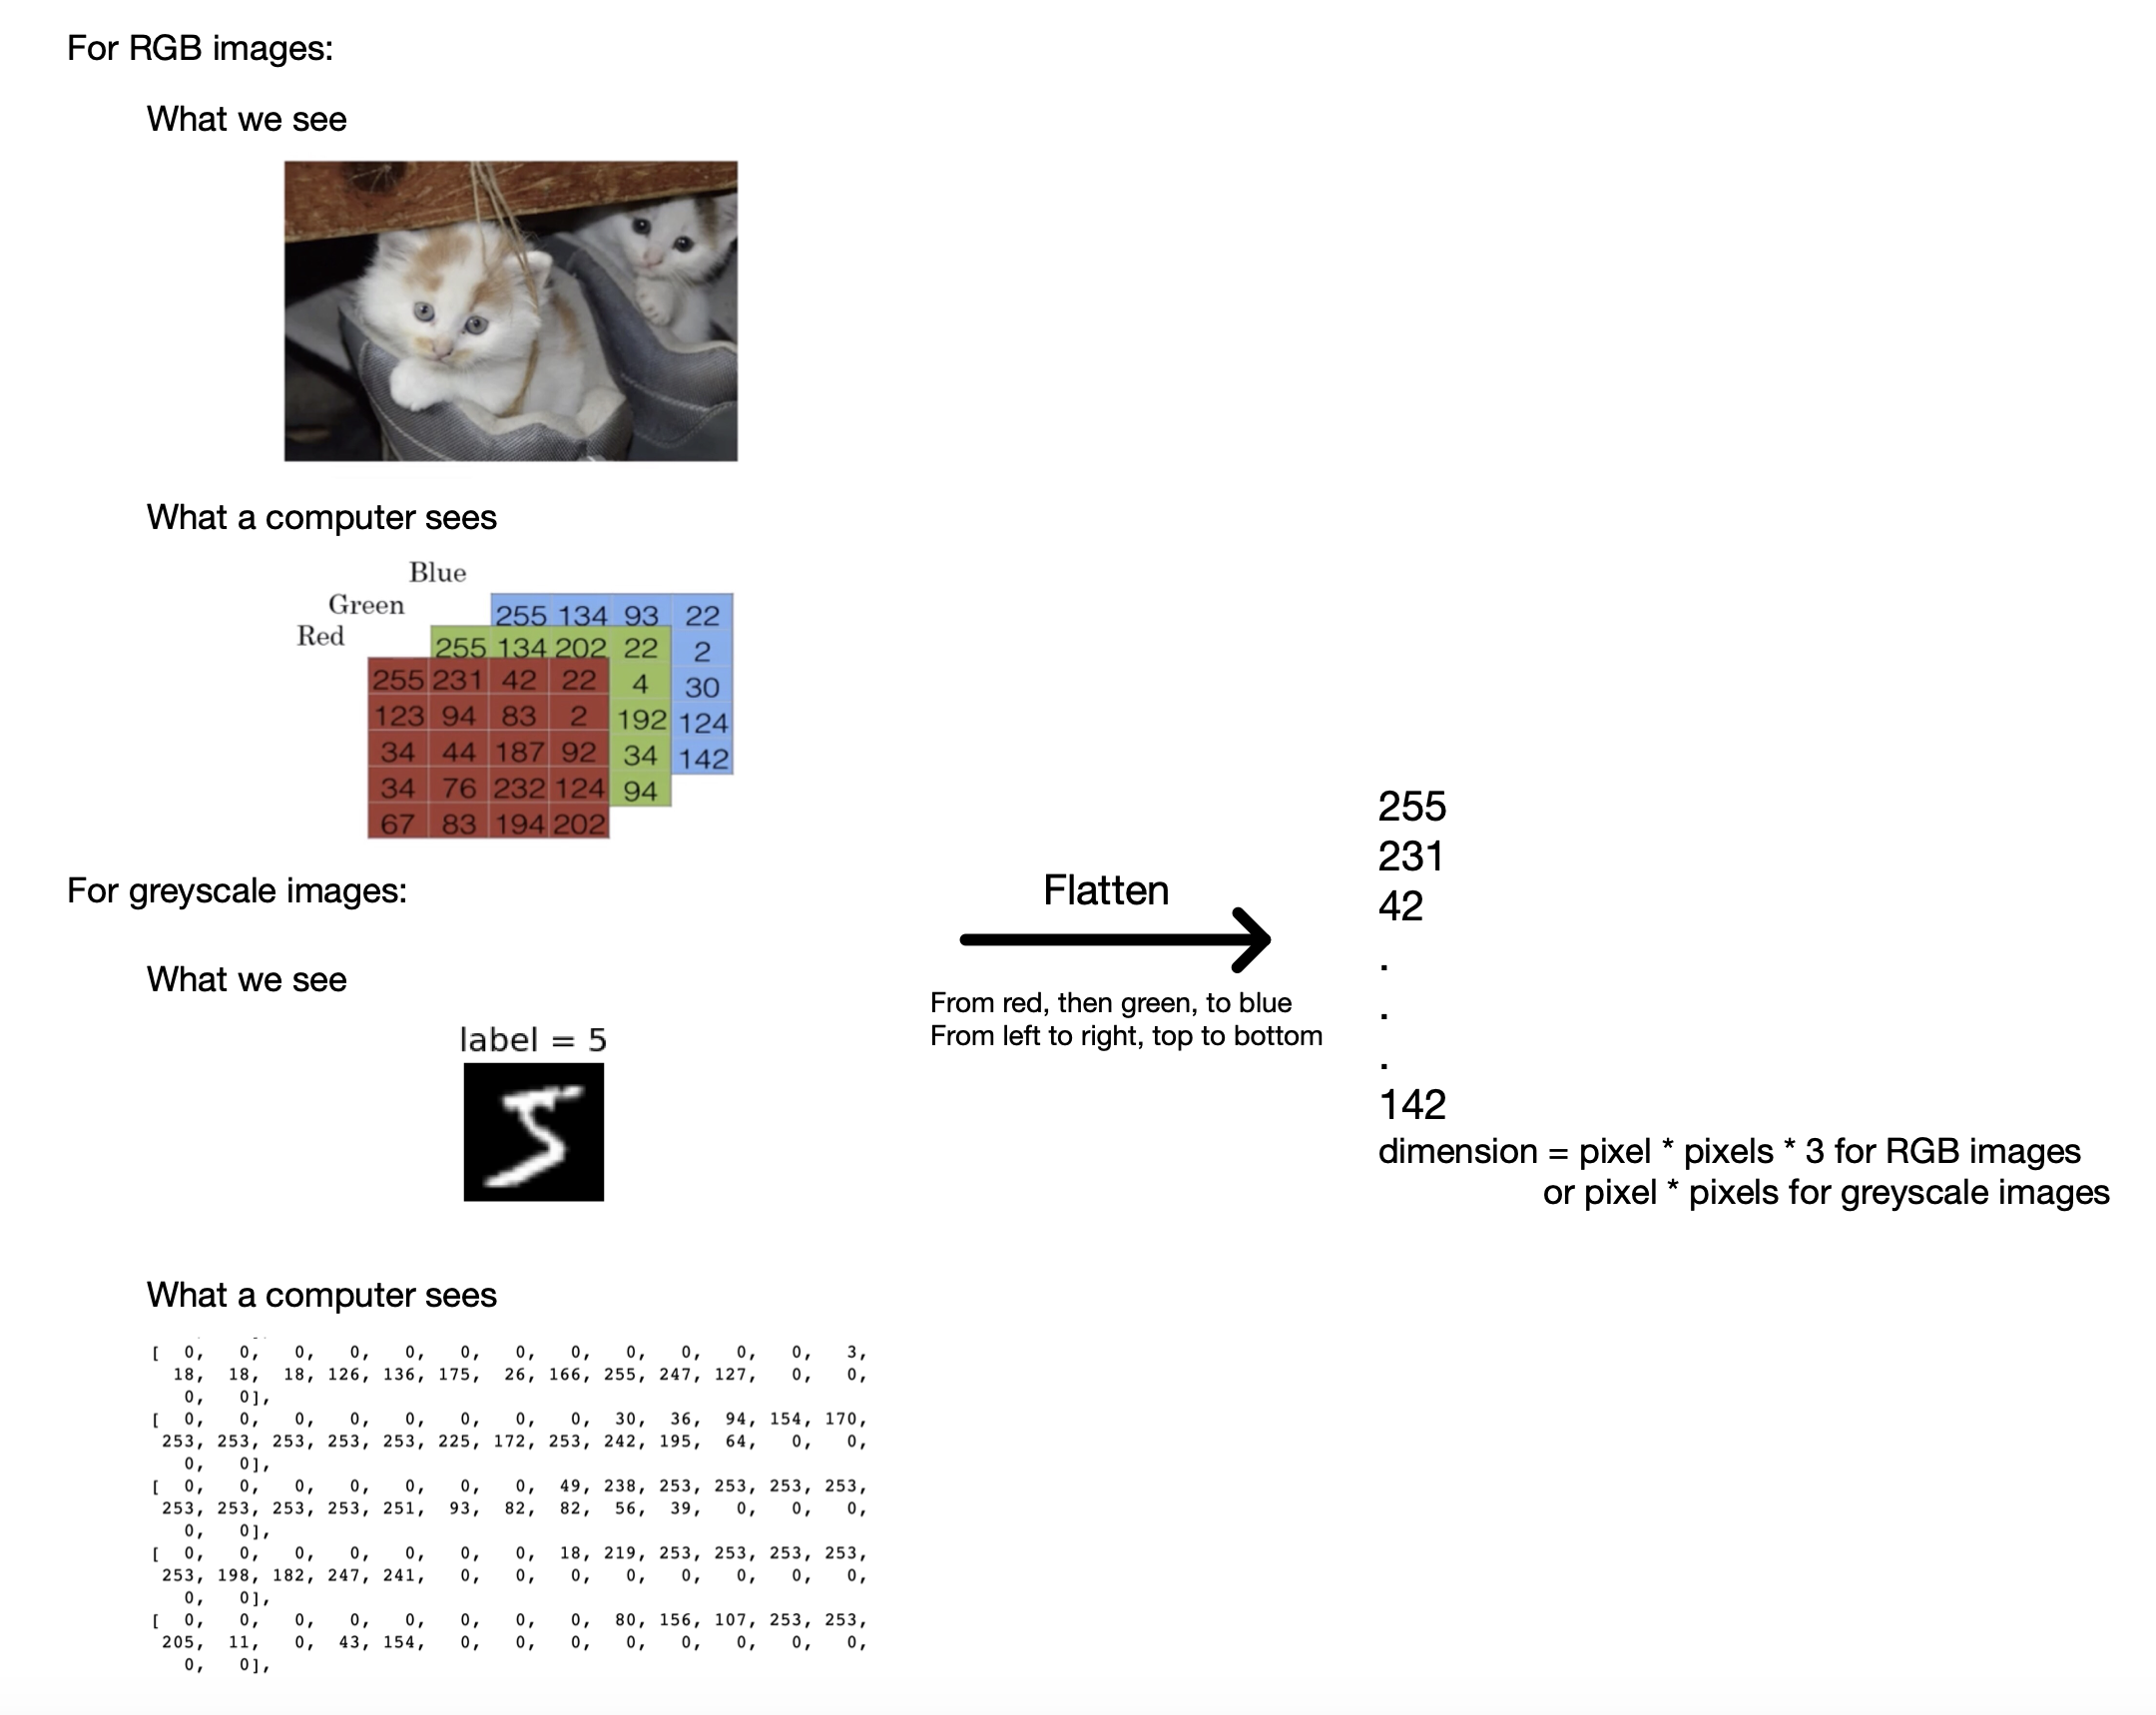 For RGB images:
What we see
What a computer sees
Blue
Green
Red
255 134 93 22
255 134 202 22 2
255 231 42 22 4 30
123 94 83 2 192 124
34 44 187 92 34 142
34 76 232 124 94
67 83 194 202
For greyscale images:
What we see
label = 5
What a computer sees
[ 0, 0, 0, 0, 0, 0, 0, 0, 0, 0, 0, 0, 3,
18, 18, 18, 126, 136, 175, 26, 166, 255, 247, 127, 0, 0,
0, 0],
[ 0, 0, 0, 0, 0, 0, 0, 0, 30, 36, 94, 154, 170,
253, 253, 253, 253, 253, 225, 172, 253, 242, 195, 64, 0, 0,
0, 0],
[ 0, 0, 0, 0, 0, 0, 0, 49, 238, 253, 253, 253, 253,
253, 253, 253, 253, 251, 93, 82, 82, 56, 39, 0, 0, 0,
0, 0],
[ 0, 0, 0, 0, 0, 0, 0, 18, 219, 253, 253, 253, 253,
253, 198, 182, 247, 241, 0, 0, 0, 0, 0, 0, 0, 0,
0, 0],
[ 0, 0, 0, 0, 0, 0, 0, 0, 80, 156, 107, 253, 253,
205, 11, 0, 43, 154, 0, 0, 0, 0, 0, 0, 0, 0,
0, 0],
Flatten
From red, then green, to blue
From left to right, top to bottom
255
231
42
.
.
.
142
dimension = pixel * pixels * 3 for RGB images
or pixel * pixels for greyscale images